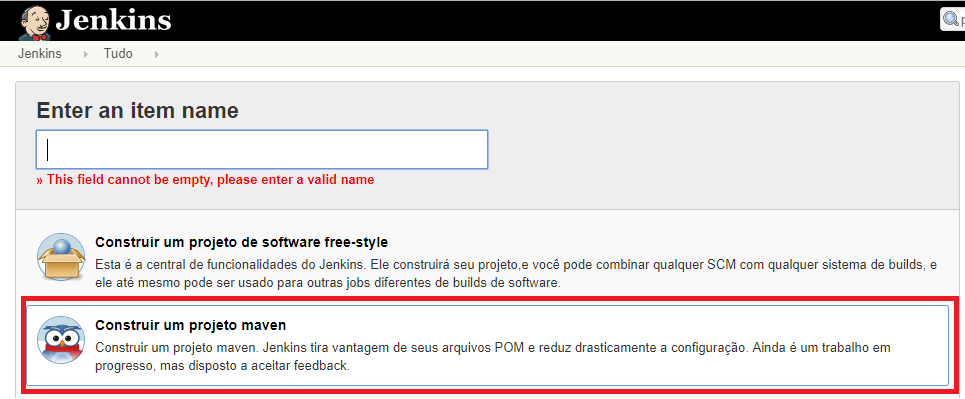 Jenkins
p
Jenkins Tudo
Enter an item name
» This field cannot be empty, please enter a valid name
Construir um projeto de software free-style
Esta é a central de funcionalidades do Jenkins. Ele construirá seu projeto,e você pode combinar qualquer SCM com qualquer sistema de builds, e
ele até mesmo pode ser usado para outras jobs diferentes de builds de software.
Construir um projeto maven
Construir um projeto maven. Jenkins tira vantagem de seus arquivos POM e reduz drasticamente a configuração. Ainda é um trabalho em
progresso, mas disposto a aceitar feedback.